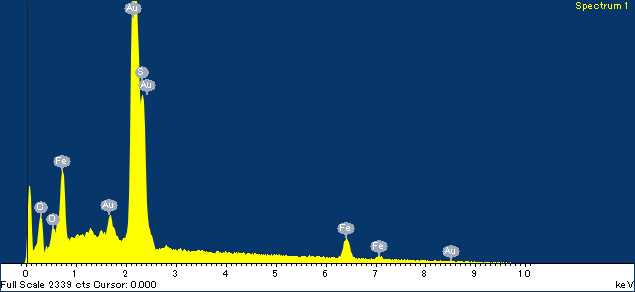 Spectrum 1
Au
S
Au
Fe
Au
O
Fe
Fe
Au
0 1 2 3 4 5 6 7 8 9 10
Full Scale 2339 cts Cursor: 0.000 keV